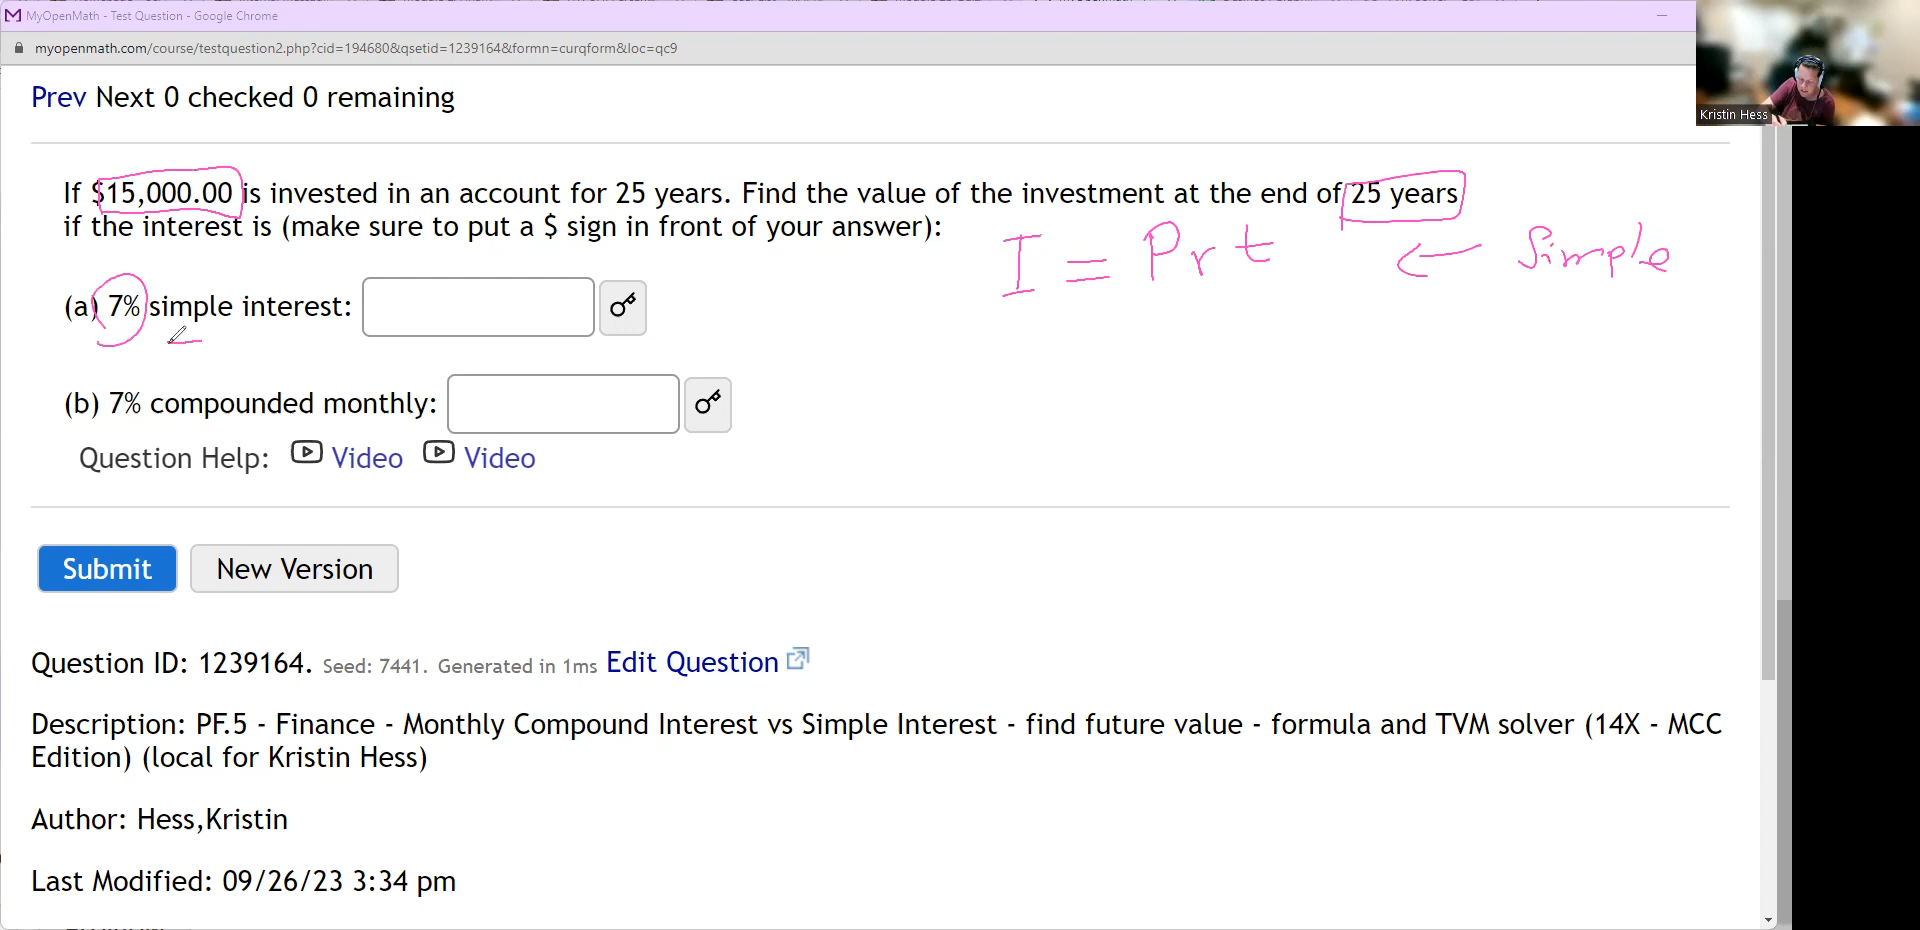 MyOpenMath - Test Question - Google Chrome
myopenmath.com/course/testquestion2.php?cid=194680&qsetid=1239164&formn=curqform&loc=qc9
Kristin Hess
Prev Next 0 checked 0 remaining
If $15,000.00 is invested in an account for 25 years. Find the value of the investment at the end of 25 years
if the interest is (make sure to put a $ sign in front of your answer):
I = Prt ← Simple
(a) 7% simple interest:
(b) 7% compounded monthly:
Question Help: Video Video
Submit New Version
Question ID: 1239164. Seed: 7441. Generated in 1ms Edit Question
Description: PF.5 - Finance - Monthly Compound Interest vs Simple Interest - find future value - formula and TVM solver (14X - MCC
Edition) (local for Kristin Hess)
Author: Hess,Kristin
Last Modified: 09/26/23 3:34 pm